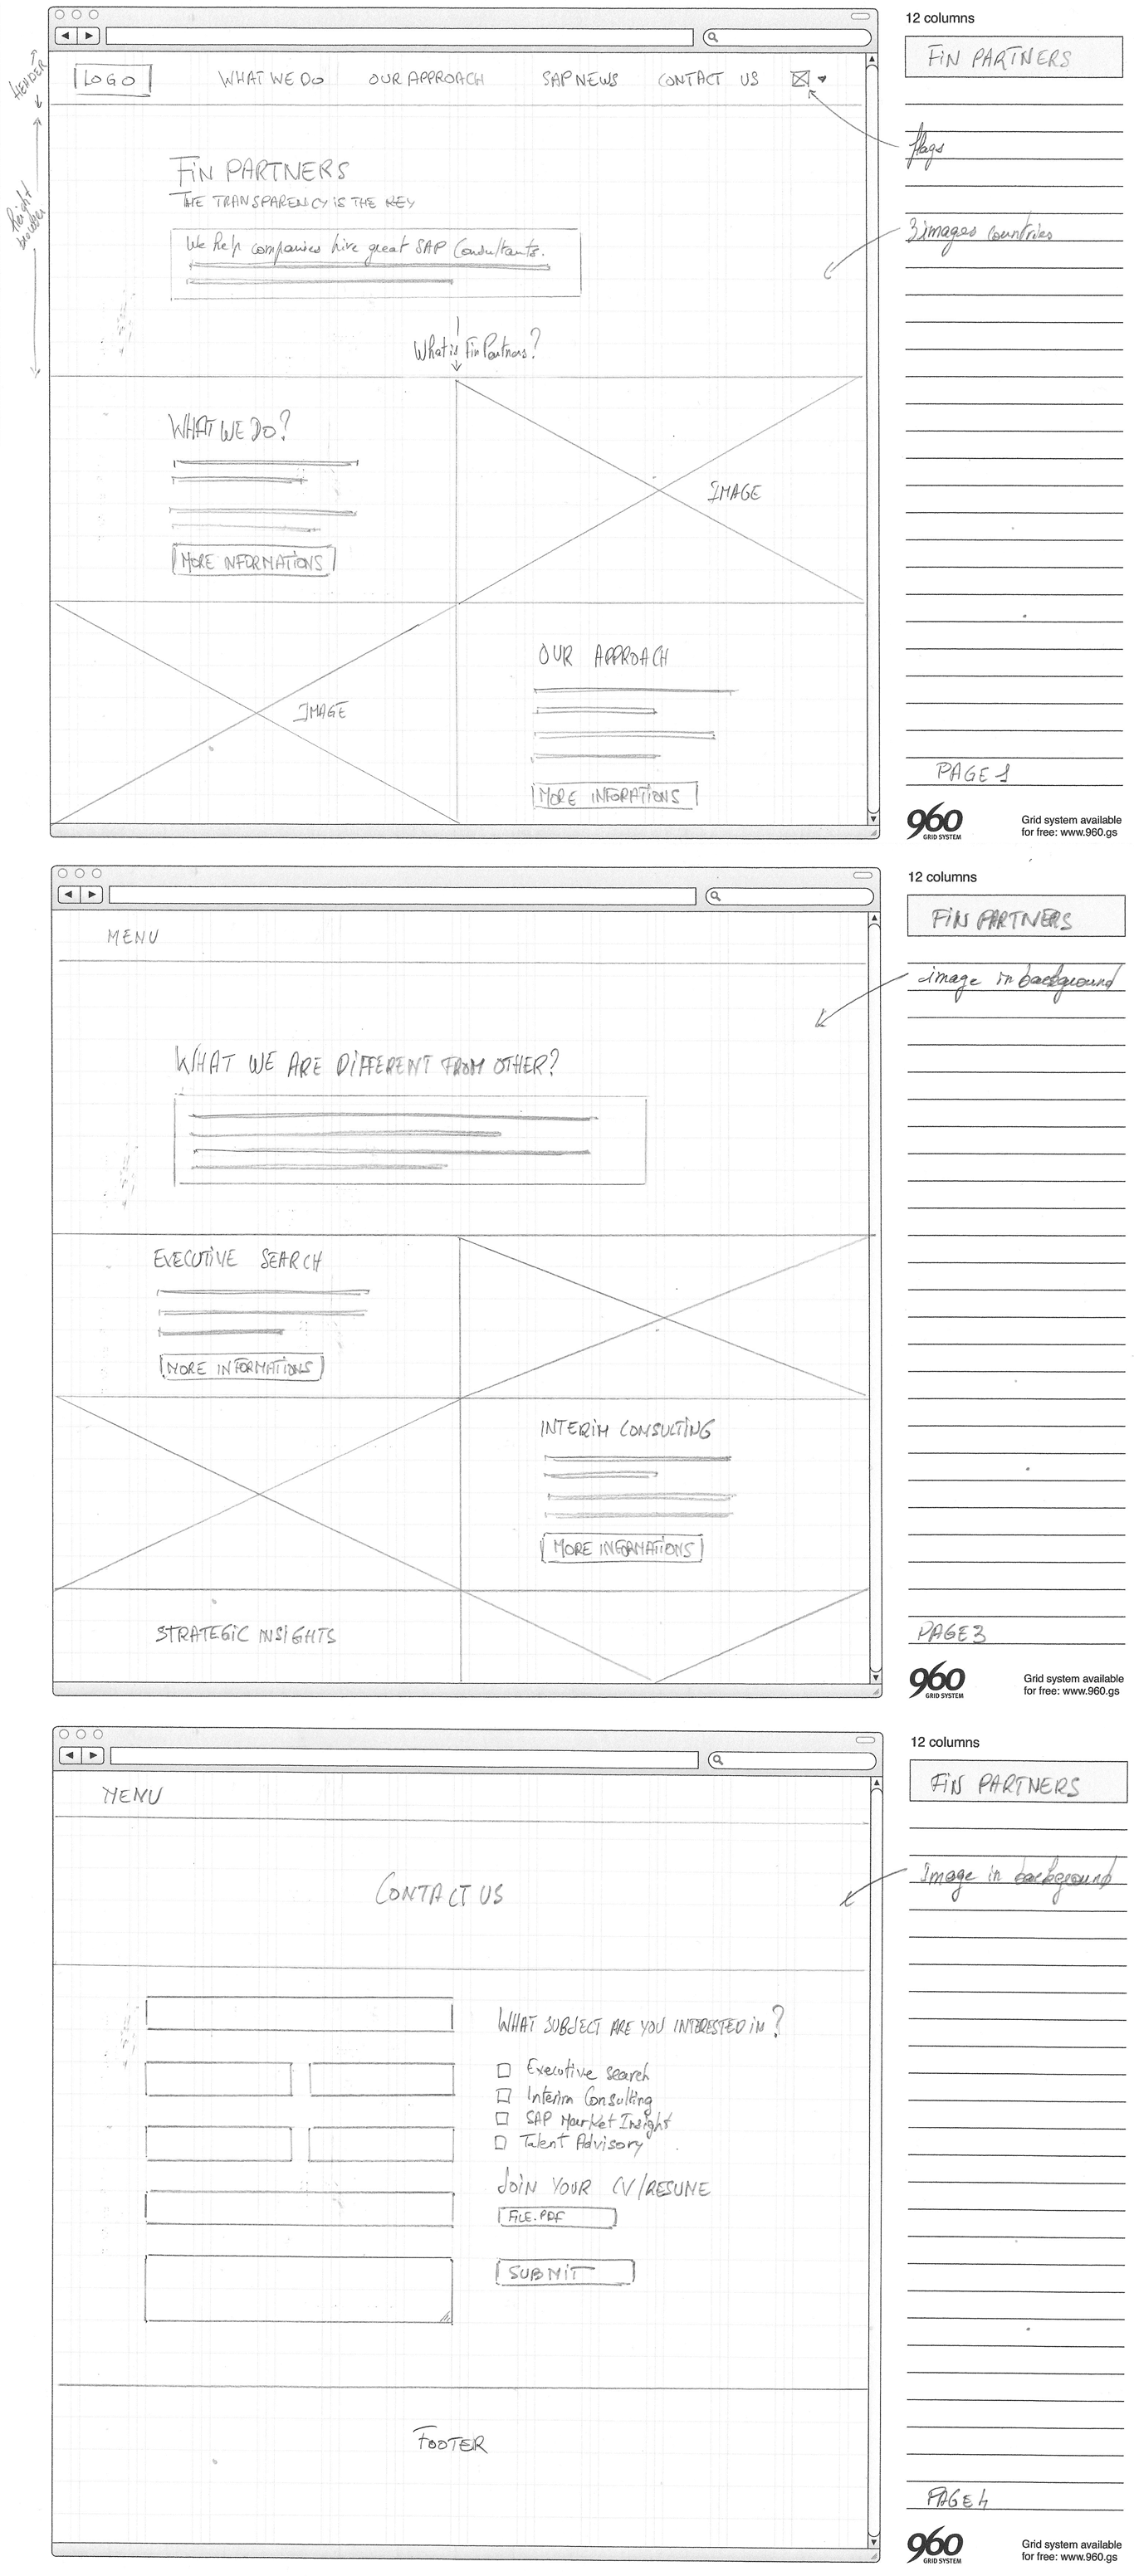 12 columns
FIN PARTNERS
HEADER
LOGO
WHAT WE DO
OUR APPROACH
SAP NEWS
CONTACT US
flags
FIN PARTNERS
THE TRANSPARENCY IS THE KEY
3 images countries
Height
We help companies hire great SAP Consultants.
What is Fin Partners?
WHAT WE DO?
IMAGE
MORE INFORMATIONS
OUR APPROACH
IMAGE
MORE INFORATIONS
PAGE 1
960
GRID SYSTEM
Grid system available
for free: www.960.gs
12 columns
FIN PARTNERS
MENU
image in background
WHAT WE ARE DIFFERENT FROM OTHER?
EXECUTIVE SEARCH
MORE INFORMATIONS
INTERIM CONSULTING
MORE INFORMATIONS
STRATEGIC INSIGHTS
PAGE 3
960
GRID SYSTEM
Grid system available
for free: www.960.gs
12 columns
FIN PARTNERS
MENU
Image in background
CONTACT US
WHAT SUBJECT ARE YOU INTERESTED IN?
Executive search
Interim Consulting
SAP Market Insight
Talent Advisory
JOIN YOUR CV/RESUME
FILE.PDF
SUBMIT
FOOTER
PAGE 4
960
GRID SYSTEM
Grid system available
for free: www.960.gs